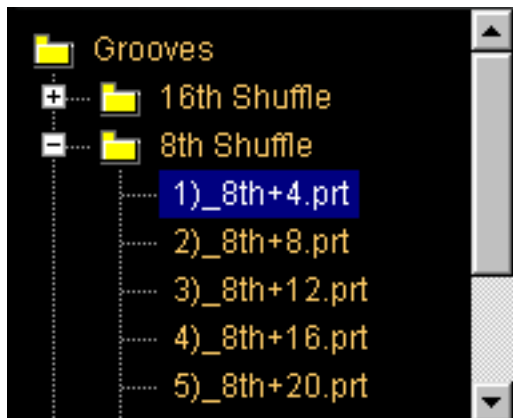 Grooves
16th Shuffle
8th Shuffle
1)_8th+4.prt
2)_8th+8.prt
3)_8th+12.prt
4)_8th+16.prt
5)_8th+20.prt